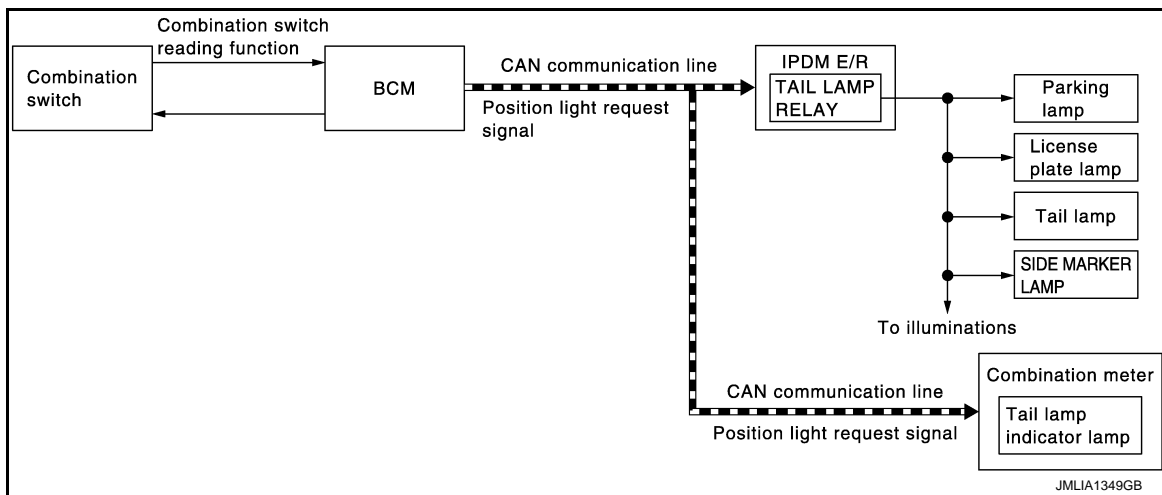 Combination switch
reading function
Combination
switch
BCM
CAN communication line
Position light request
signal
IPDM E/R
TAIL LAMP
RELAY
Parking
lamp
License
plate lamp
Tail lamp
SIDE MARKER
LAMP
To illuminations
CAN communication line
Position light request signal
Combination meter
Tail lamp
indicator lamp
JMLIA1349GB